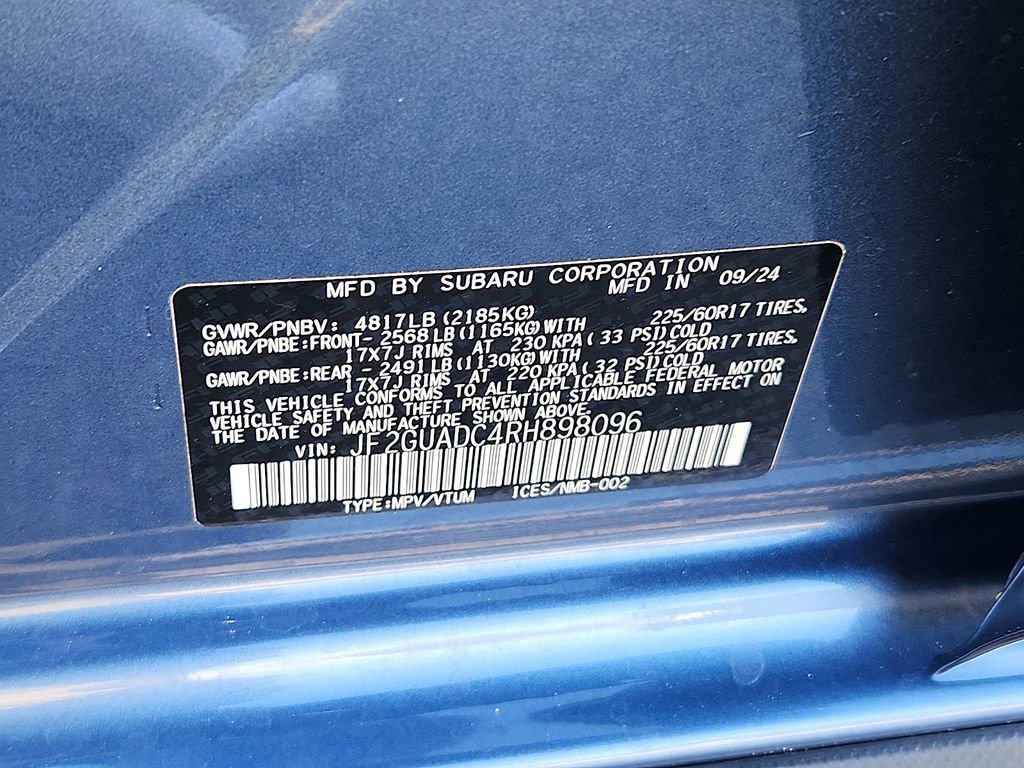 MFD BY SUBARU CORPORATION
MFD IN 09/24
GVWR/PNBV: 4817LB (2185KG)
GAWR/PNBE:FRONT- 2568LB (1165KG) WITH 225/60R17 TIRES,
17X7J RIMS AT 230 KPA ( 33 PSI) COLD
GAWR/PNBE:REAR - 2491LB (1130KG) WITH 225/60R17 TIRES,
17X7J RIMS AT 220 KPA ( 32 PSI) COLD
THIS VEHICLE CONFORMS TO ALL APPLICABLE FEDERAL MOTOR
VEHICLE SAFETY AND THEFT PREVENTION STANDARDS IN EFFECT ON
THE DATE OF MANUFACTURE SHOWN ABOVE.
VIN: JF2GUADC4RH898096
TYPE:MPV/VTUM ICES/NMB-002